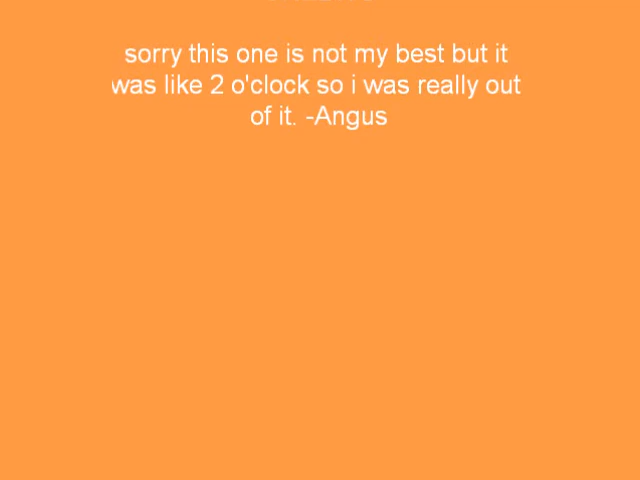 sorry this one is not my best but it
was like 2 o'clock so i was really out
of it. -Angus